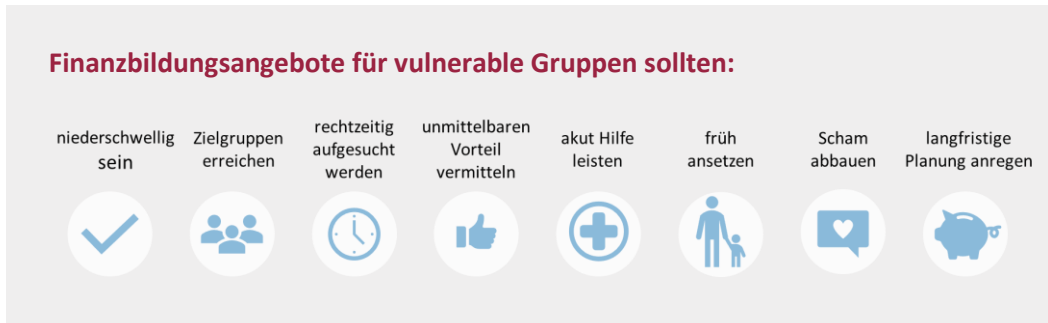 Finanzbildungsangebote für vulnerable Gruppen sollten:
niederschwellig
sein
Zielgruppen
erreichen
rechtzeitig
aufgesucht
werden
unmittelbaren
Vorteil
vermitteln
akut Hilfe
leisten
früh
ansetzen
Scham
abbauen
langfristige
Planung anregen